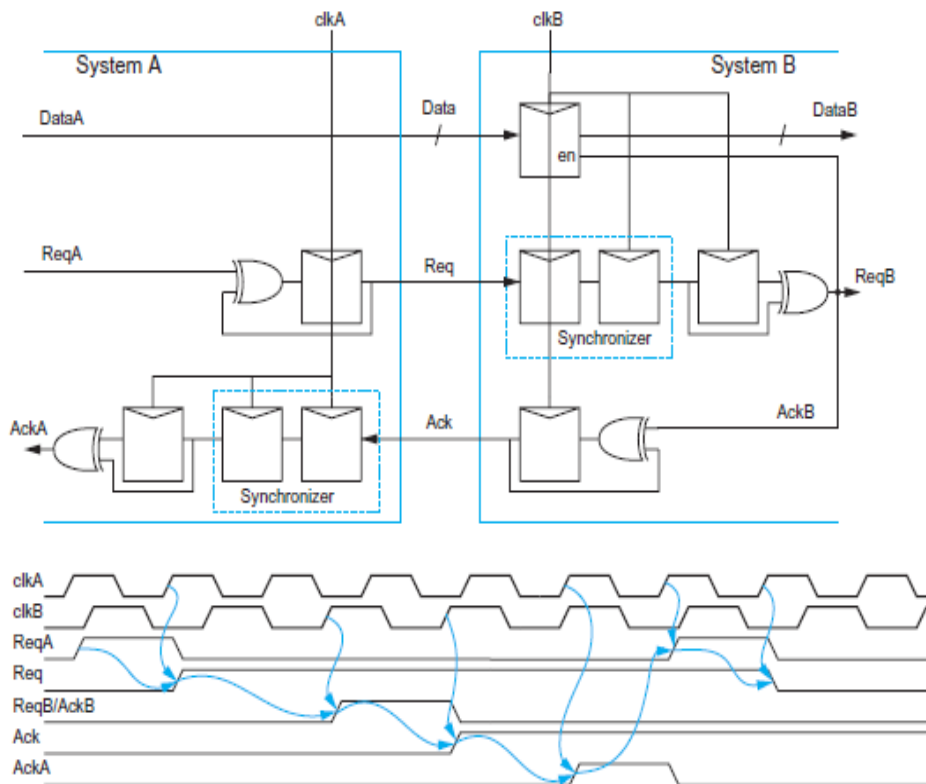 clkA clkB
System A System B
DataA Data DataB
en
ReqA Req ReqB
Synchronizer
AckA Ack AckB
Synchronizer
clkA
clkB
ReqA
Req
ReqB/AckB
Ack
AckA